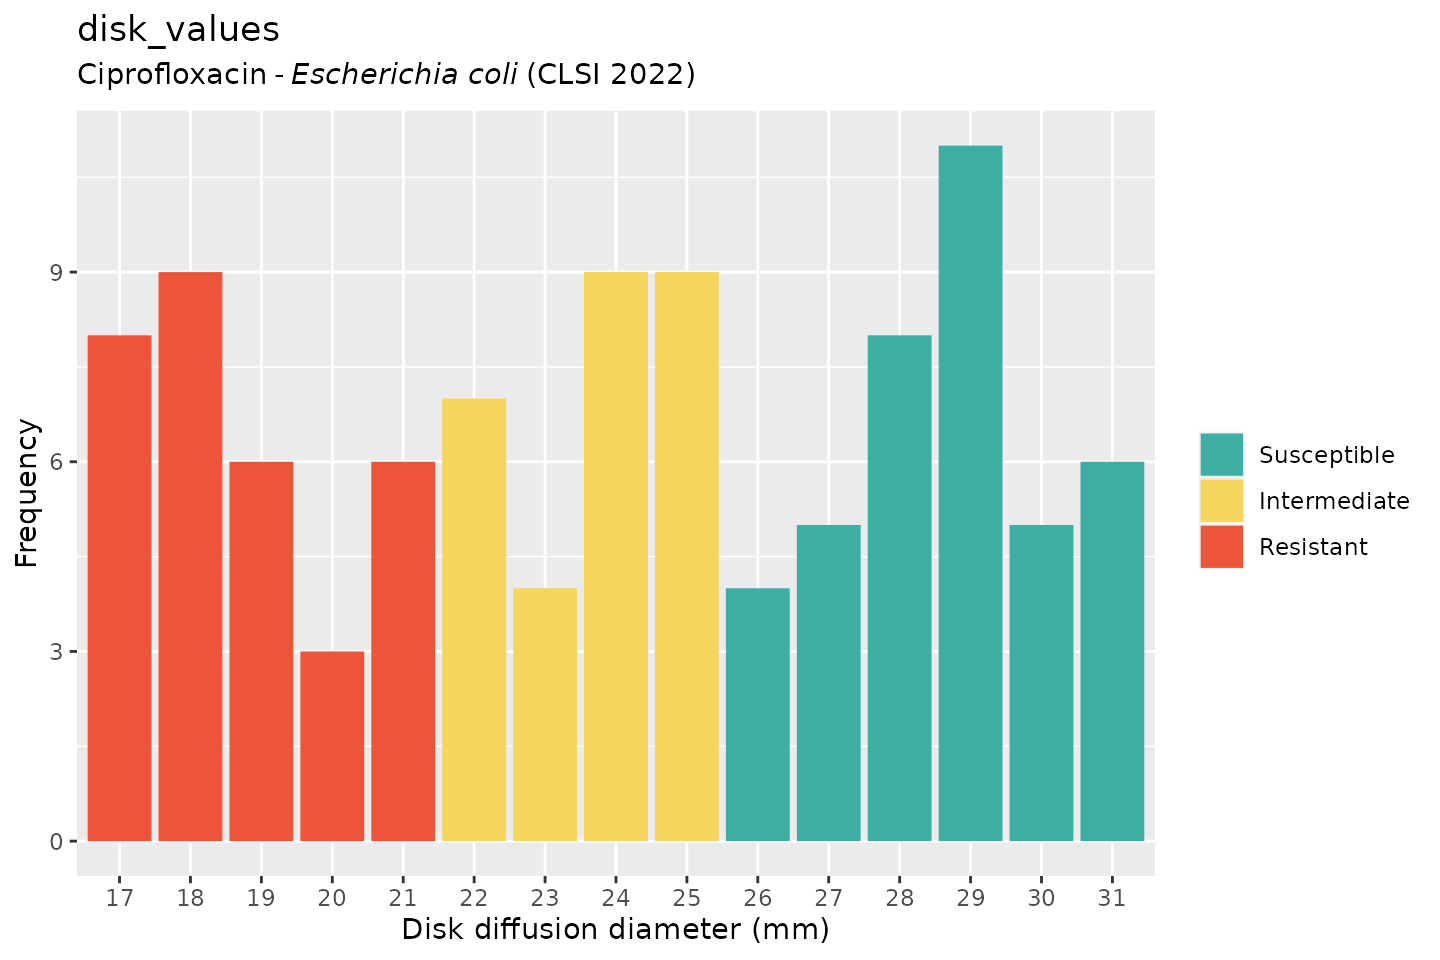 disk_values
Ciprofloxacin - Escherichia coli (CLSI 2022)
Frequency
9
6
3
0
17 18 19 20 21 22 23 24 25 26 27 28 29 30 31
Disk diffusion diameter (mm)
Susceptible
Intermediate
Resistant